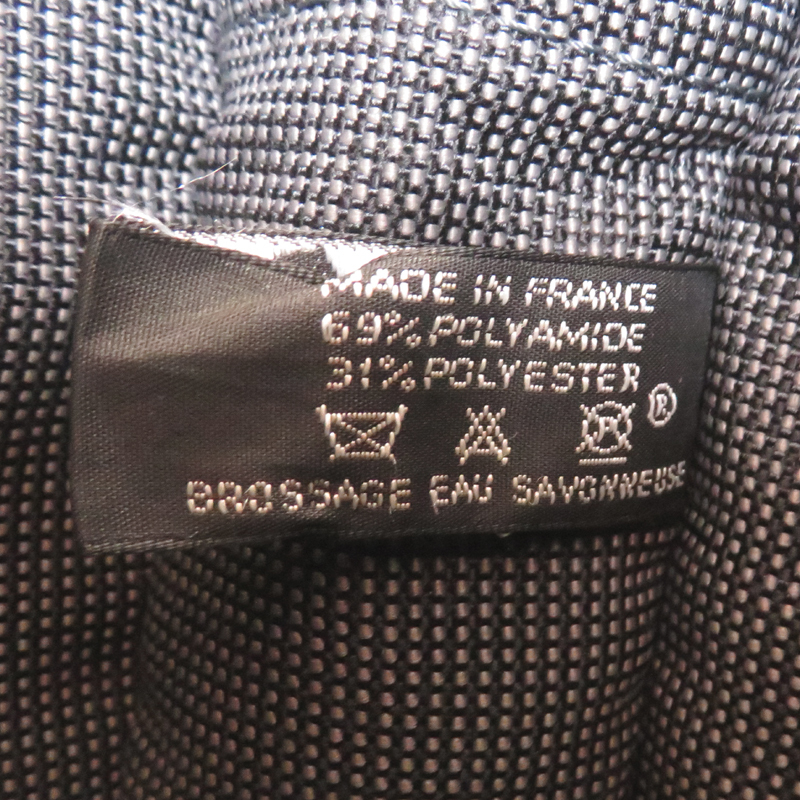 MADE IN FRANCE
69% POLYAMIDE
31% POLYESTER
P ®
BROSSAGE EAU SAVONNEUSE